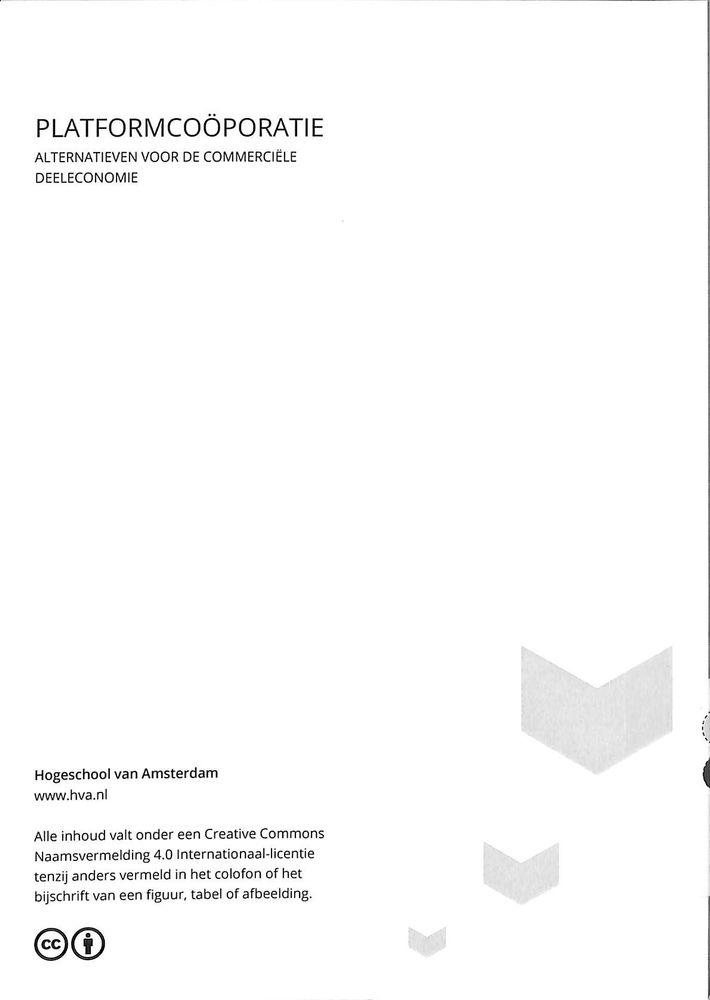 PLATFORMCOÖPORATIE
ALTERNATIEVEN VOOR DE COMMERCIËLE
DEELECONOMIE
Hogeschool van Amsterdam
www.hva.nl
Alle inhoud valt onder een Creative Commons
Naamsvermelding 4.0 Internationaal-licentie
tenzij anders vermeld in het colofon of het
bijschrift van een figuur, tabel of afbeelding.
cc